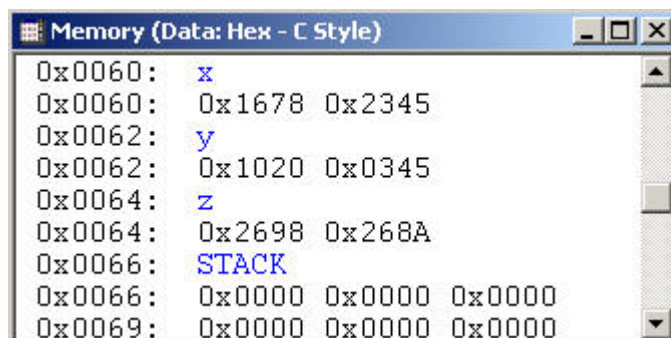 Memory (Data: Hex - C Style)
0x0060: x
0x0060: 0x1678 0x2345
0x0062: y
0x0062: 0x1020 0x0345
0x0064: z
0x0064: 0x2698 0x268A
0x0066: STACK
0x0066: 0x0000 0x0000 0x0000
0x0069: 0x0000 0x0000 0x0000